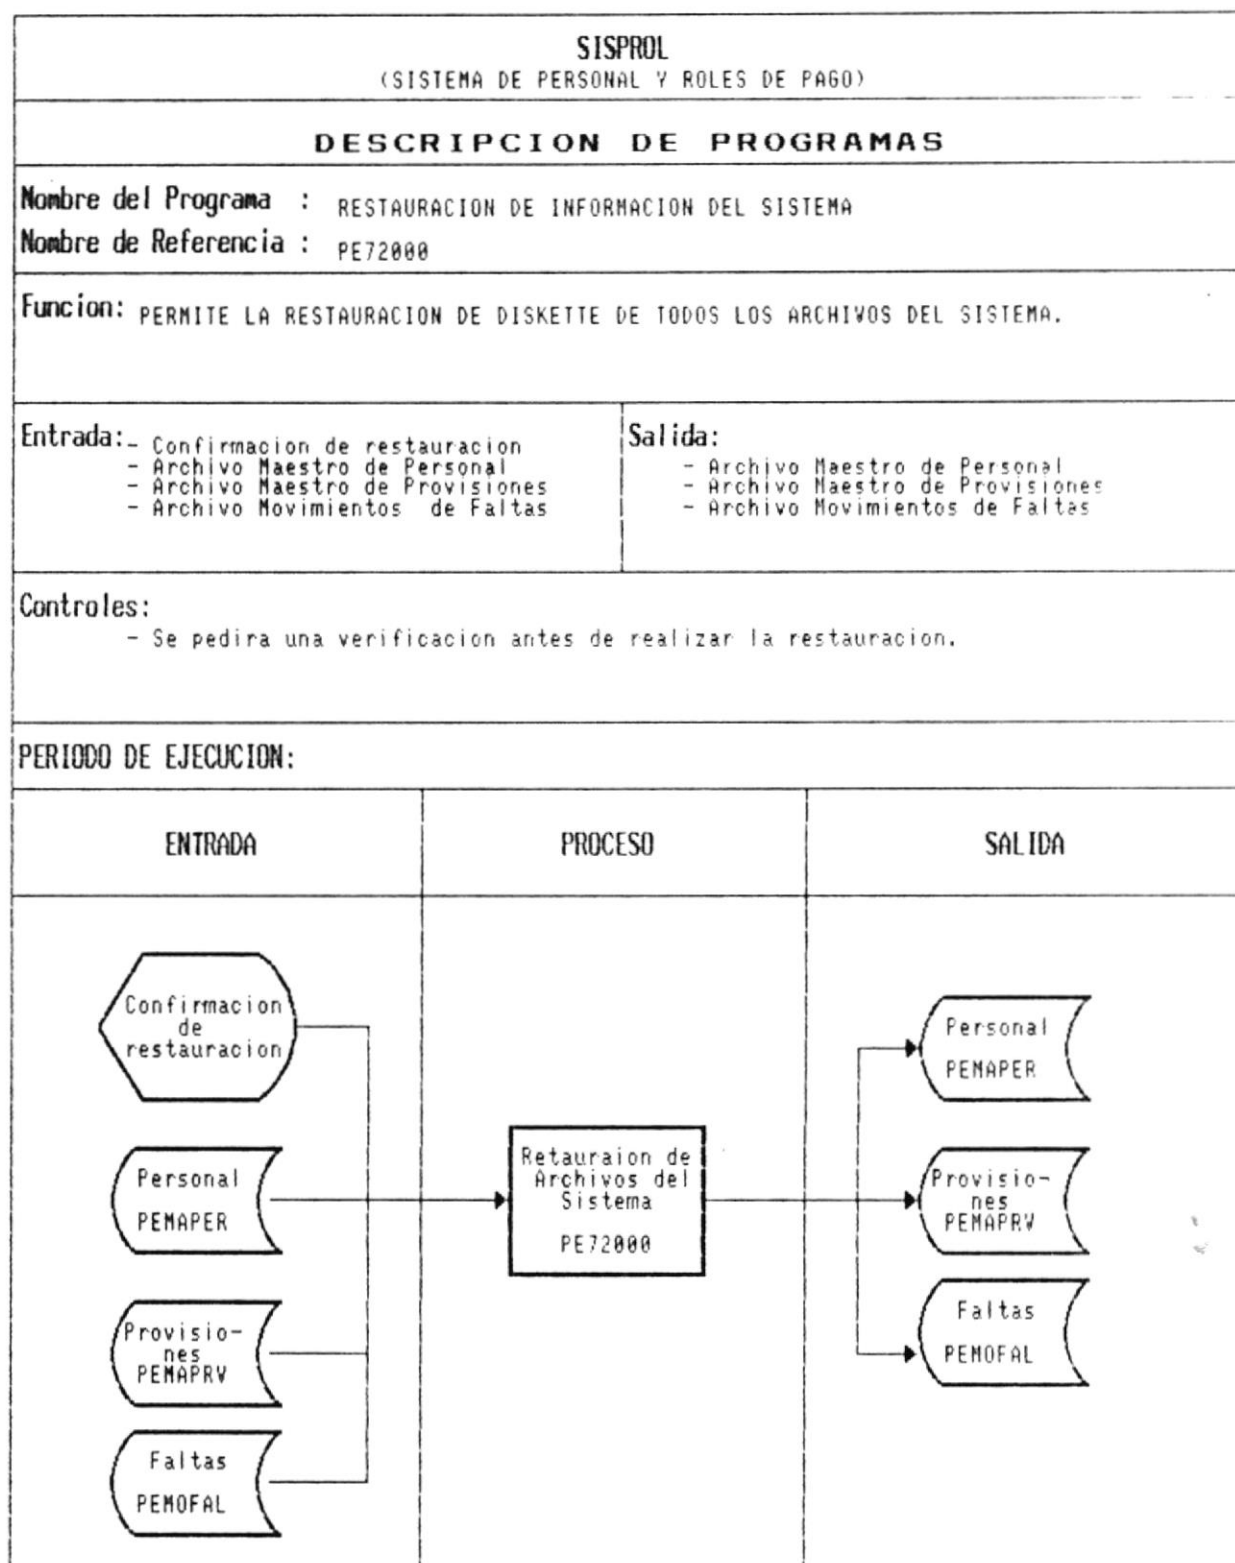 SISPROL
(SISTEMA DE PERSONAL Y ROLES DE PAGO)
DESCRIPCION DE PROGRAMAS
Nombre del Programa : RESTAURACION DE INFORMACION DEL SISTEMA
Nombre de Referencia : PE72000
Funcion: PERMITE LA RESTAURACION DE DISKETTE DE TODOS LOS ARCHIVOS DEL SISTEMA.
Entrada:
- Confirmacion de restauracion
- Archivo Maestro de Personal
- Archivo Maestro de Provisiones
- Archivo Movimientos de Faltas
Salida:
- Archivo Maestro de Personal
- Archivo Maestro de Provisiones
- Archivo Movimientos de Faltas
Controles:
- Se pedira una verificacion antes de realizar la restauracion.
PERIODO DE EJECUCION:
ENTRADA
PROCESO
SALIDA
Confirmacion
de
restauracion
Personal
PEMAPER
Provisio-
nes
PEMAPRV
Faltas
PEMOFAL
Retauraion de
Archivos del
Sistema
PE72000
Personal
PEMAPER
Provisio-
nes
PEMAPRV
Faltas
PEMOFAL